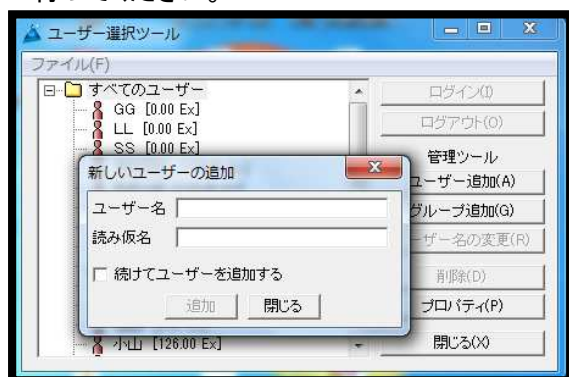 ユーザー選択ツール
ファイル(F)
すべてのユーザー
GG [0.00 Ex]
LL [0.00 Ex]
SS [0.00 Ex]
小山 [126.00 Ex]
新しいユーザーの追加
ユーザー名
読み仮名
続けてユーザーを追加する
追加
閉じる
ログイン(I)
ログアウト(O)
管理ツール
ユーザー追加(A)
グループ追加(G)
ーザー名の変更(R)
削除(D)
プロパティ(P)
閉じる(X)